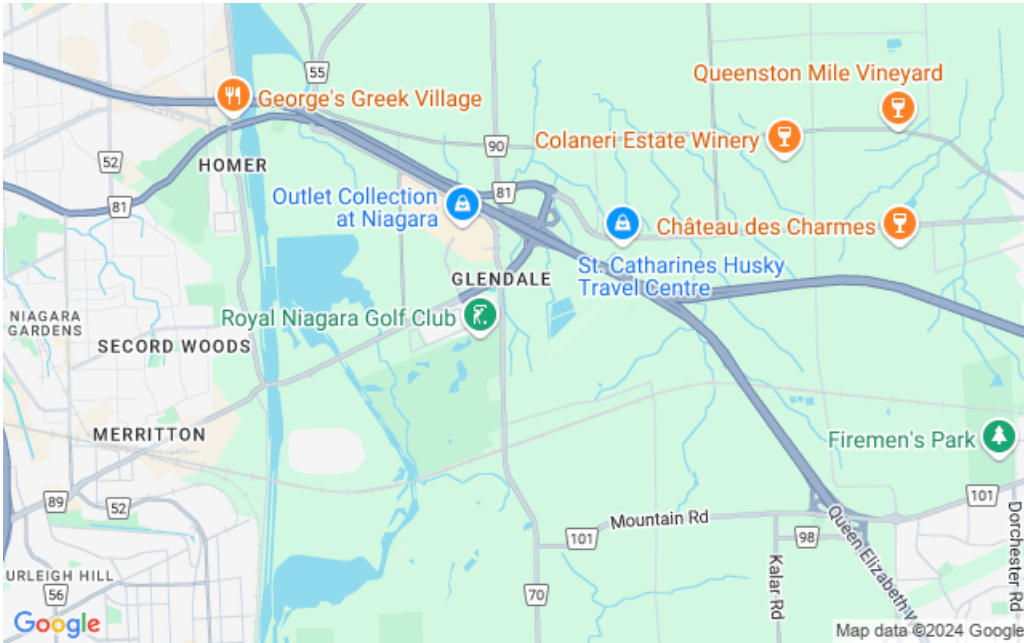 55
Queenston Mile Vineyard
George's Greek Village
90
Colaneri Estate Winery
52
HOMER
81
81
Outlet Collection
at Niagara
Château des Charmes
St. Catharines Husky
Travel Centre
GLENDALE
NIAGARA
GARDENS
Royal Niagara Golf Club
SECORD WOODS
MERRITTON
Firemen's Park
89
52
101
Mountain Rd
101
98
Queen Elizabeth W
Kalar Rd
Dorchester Rd
URLEIGH HILL
56
70
Google
Map data ©2024 Google